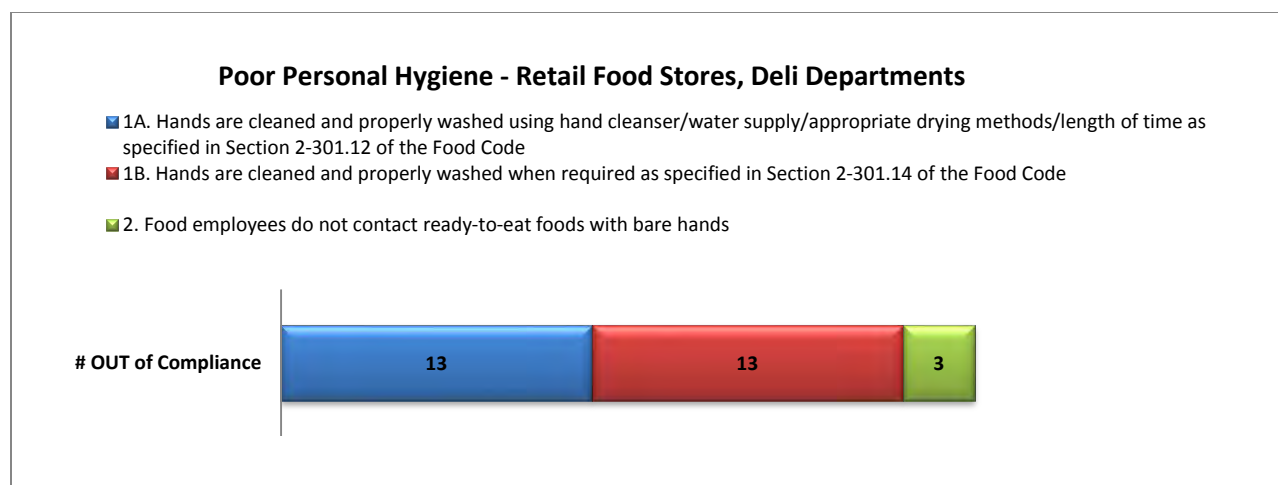 Poor Personal Hygiene - Retail Food Stores, Deli Departments
1A. Hands are cleaned and properly washed using hand cleanser/water supply/appropriate drying methods/length of time as
specified in Section 2-301.12 of the Food Code
1B. Hands are cleaned and properly washed when required as specified in Section 2-301.14 of the Food Code
2. Food employees do not contact ready-to-eat foods with bare hands
# OUT of Compliance 13 13 3